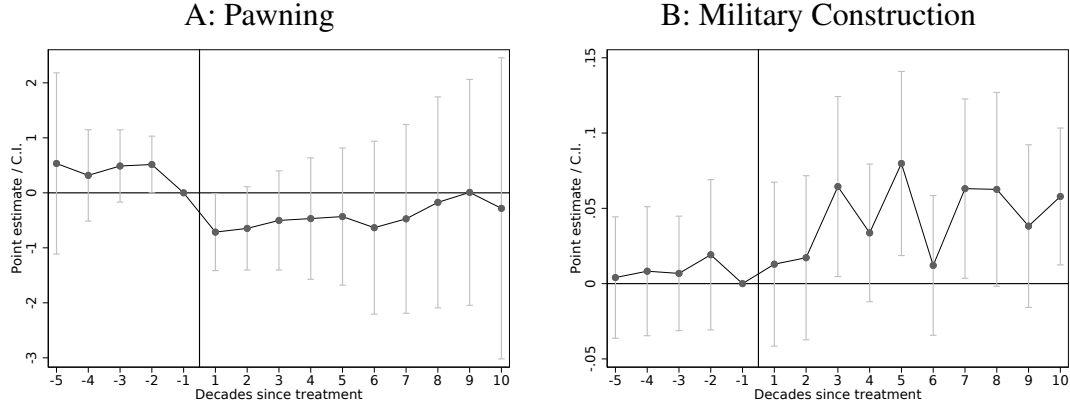 A: Pawning
Point estimate / C.I.
2
1
0
-1
-2
-3
-5 -4 -3 -2 -1 1 2 3 4 5 6 7 8 9 10
Decades since treatment
B: Military Construction
Point estimate / C.I.
.15
.1
.05
0
-.05
-5 -4 -3 -2 -1 1 2 3 4 5 6 7 8 9 10
Decades since treatment